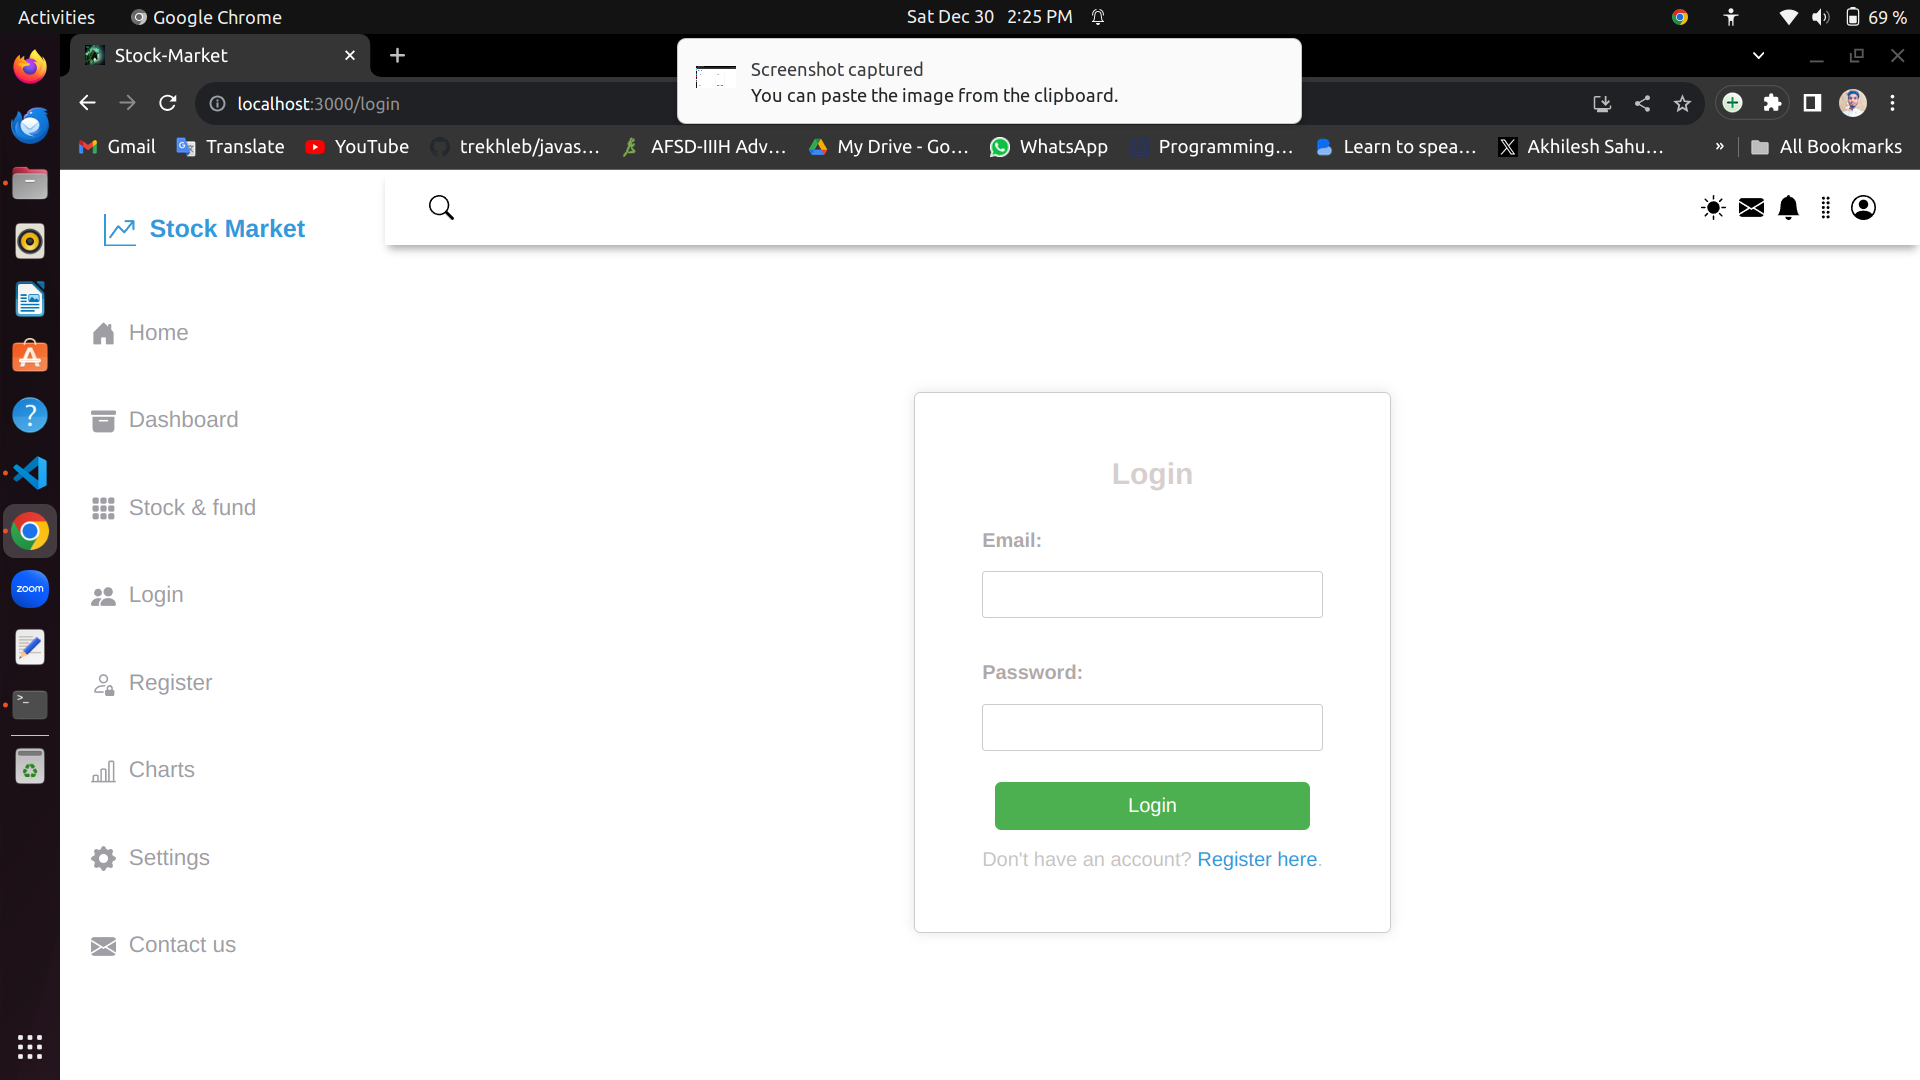 Activities
Google Chrome
Sat Dec 30 2:25 PM
69 %
Stock-Market
Screenshot captured
You can paste the image from the clipboard.
localhost:3000/login
Gmail
Translate
YouTube
trekhleb/javas...
AFSD-IIIH Adv...
My Drive - Go...
WhatsApp
Programming...
Learn to spea...
Akhilesh Sahu...
»
All Bookmarks
Stock Market
Home
Dashboard
Stock & fund
Login
Register
Charts
Settings
Contact us
Login
Email:
Password:
Login
Don't have an account? Register here.
zoom
>_